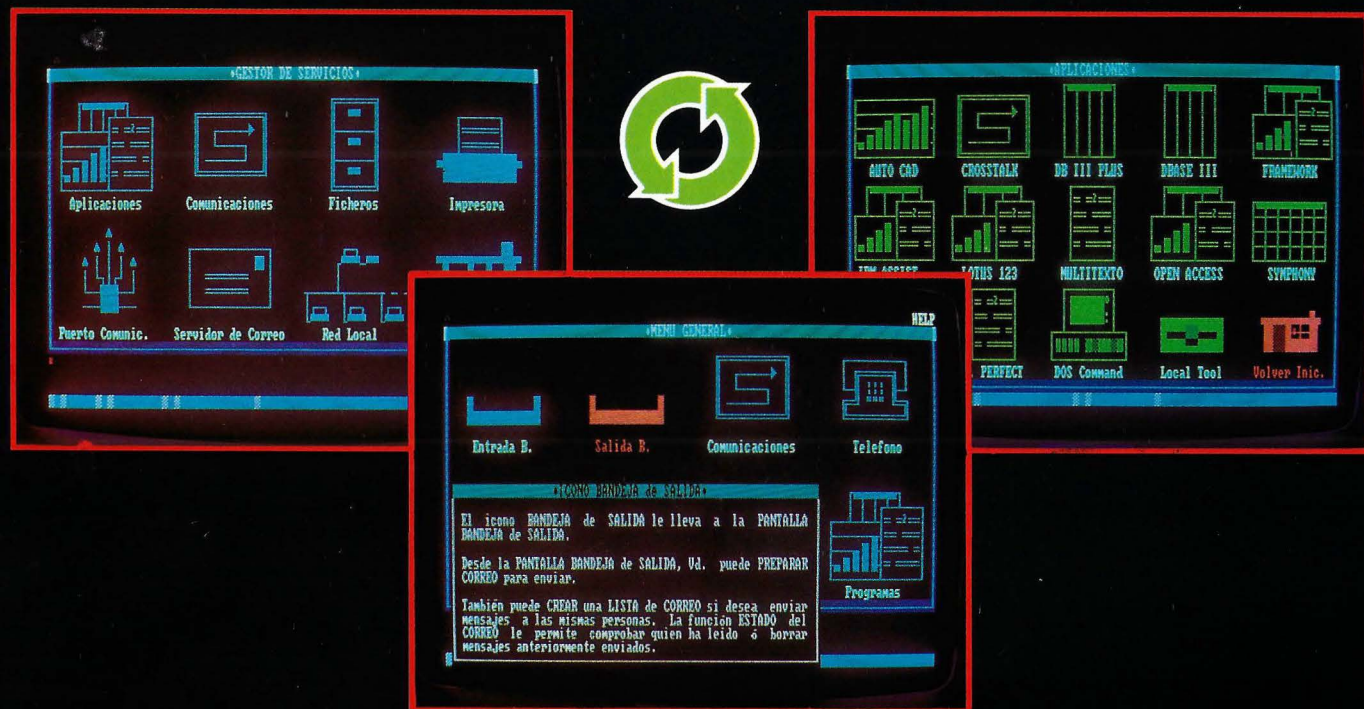 *GESTOR DE SERVICIOS*
Aplicaciones Comunicaciones Ficheros Impresora
Puerto Comunic. Servidor de Correo Red Local
*APLICACIONES*
AUTO CAD CROSSTALK DB III PLUS DBASE III FRAMEWORK
LOTUS 123 MULTITEXTO OPEN ACCESS SYMPHONY
PERFECT DOS Command Local Tool Volver Inic.
HELP
*MENU GENERAL*
Entrada B. Salida B. Comunicaciones Telefono
*ICONO BANDEJA de SALIDA*
El icono BANDEJA de SALIDA le lleva a la PANTALLA
BANDEJA de SALIDA.
Desde la PANTALLA BANDEJA de SALIDA, Vd. puede PREPARAR
CORREO para enviar.
También puede CREAR una LISTA de CORREO si desea enviar
mensajes a las mismas personas. La función ESTADO del
CORREO le permite comprobar quien ha leido ó borrar
mensajes anteriormente enviados.
Programas